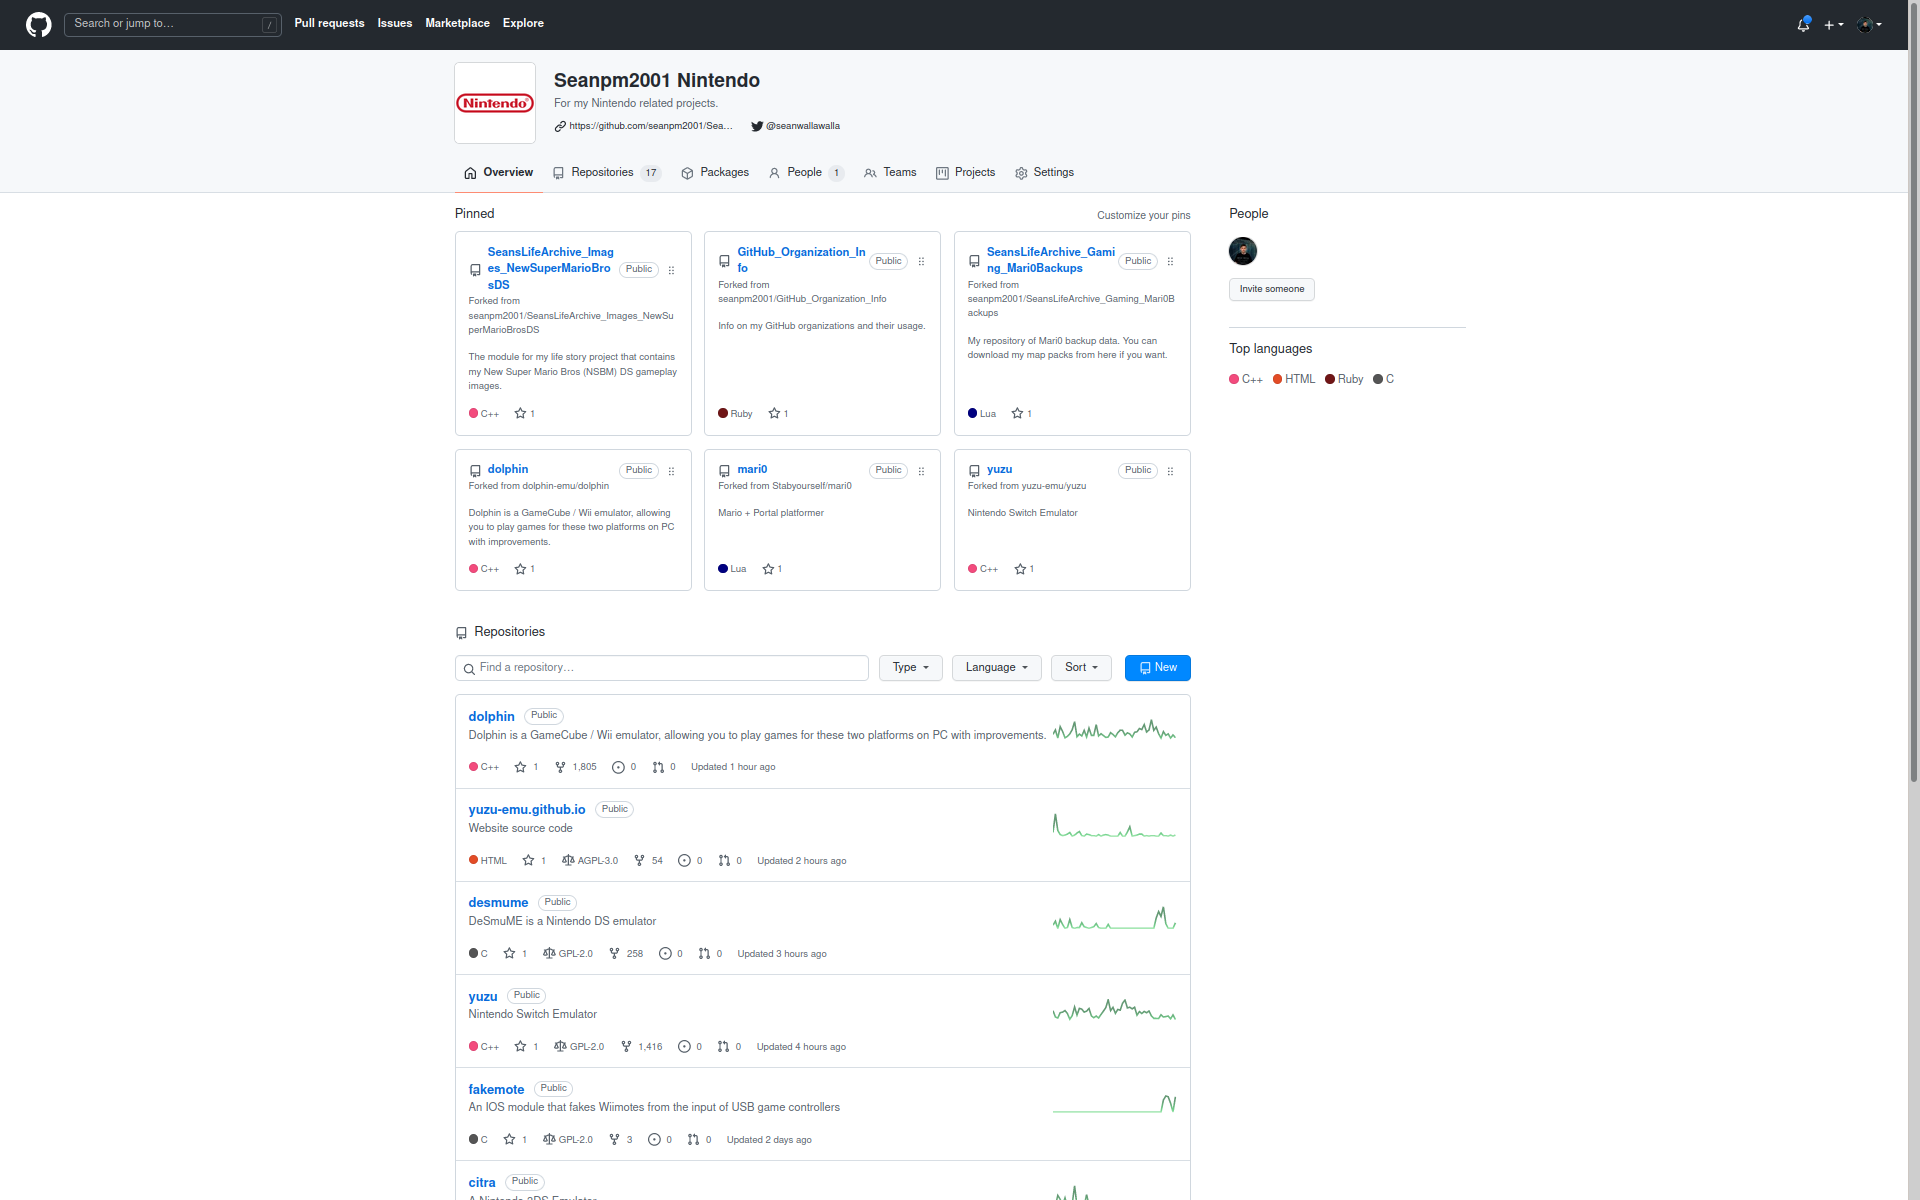 Search or jump to...
/
Pull requests
Issues
Marketplace
Explore
Nintendo
Seanpm2001 Nintendo
For my Nintendo related projects.
https://github.com/seanpm2001/Sea...
@seanwallawalla
Overview
Repositories 17
Packages
People 1
Teams
Projects
Settings
Pinned
Customize your pins
SeansLifeArchive_Imag
es_NewSuperMarioBro
sDS
Public
Forked from
seanpm2001/SeansLifeArchive_Images_NewSu
perMarioBrosDS
The module for my life story project that contains
my New Super Mario Bros (NSBM) DS gameplay
images.
C++ 1
GitHub_Organization_In
fo
Public
Forked from
seanpm2001/GitHub_Organization_Info
Info on my GitHub organizations and their usage.
Ruby 1
SeansLifeArchive_Gami
ng_Mari0Backups
Public
Forked from
seanpm2001/SeansLifeArchive_Gaming_Mari0B
ackups
My repository of Mari0 backup data. You can
download my map packs from here if you want.
Lua 1
dolphin
Public
Forked from dolphin-emu/dolphin
Dolphin is a GameCube / Wii emulator, allowing
you to play games for these two platforms on PC
with improvements.
C++ 1
mari0
Public
Forked from Stabyourself/mari0
Mario + Portal platformer
Lua 1
yuzu
Public
Forked from yuzu-emu/yuzu
Nintendo Switch Emulator
C++ 1
People
Invite someone
Top languages
C++ HTML Ruby C
Repositories
Find a repository...
Type
Language
Sort
New
dolphin Public
Dolphin is a GameCube / Wii emulator, allowing you to play games for these two platforms on PC with improvements.
C++ 1 1,805 0 0 Updated 1 hour ago
yuzu-emu.github.io Public
Website source code
HTML 1 AGPL-3.0 54 0 0 Updated 2 hours ago
desmume Public
DeSmuME is a Nintendo DS emulator
C 1 GPL-2.0 258 0 0 Updated 3 hours ago
yuzu Public
Nintendo Switch Emulator
C++ 1 GPL-2.0 1,416 0 0 Updated 4 hours ago
fakemote Public
An IOS module that fakes Wiimotes from the input of USB game controllers
C 1 GPL-2.0 3 0 0 Updated 2 days ago
citra Public
A Nintendo 3DS Emulator